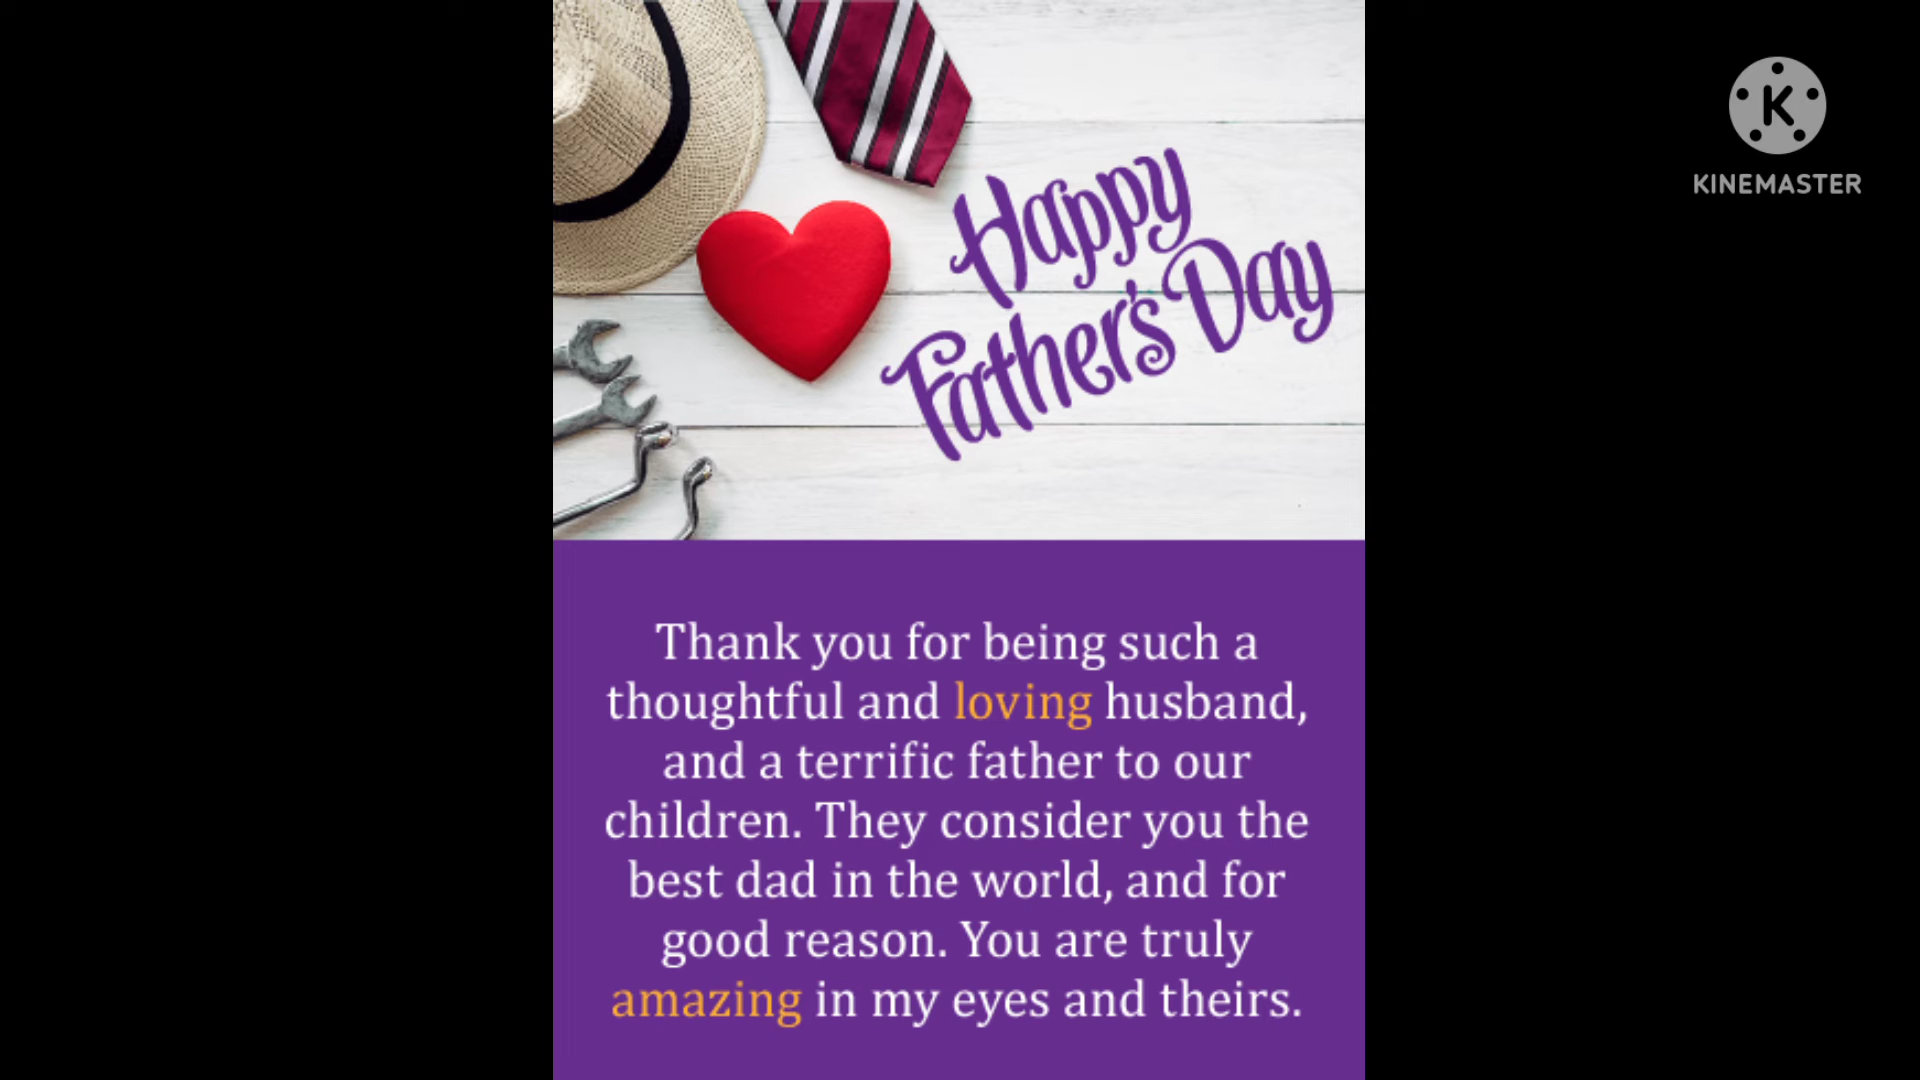 Happy
Father's Day
K
KINEMASTER
Thank you for being such a
thoughtful and loving husband,
and a terrific father to our
children. They consider you the
best dad in the world, and for
good reason. You are truly
amazing in my eyes and theirs.